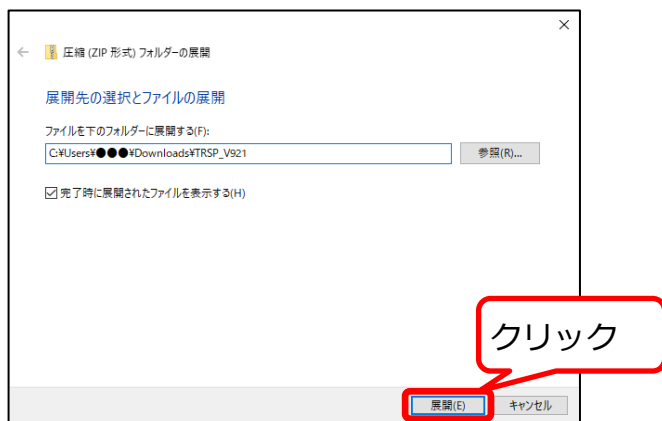 圧縮 (ZIP 形式) フォルダーの展開
展開先の選択とファイルの展開
ファイルを下のフォルダーに展開する(F):
C:¥Users¥●●●¥Downloads¥TRSP_V921
参照(R)...
完了時に展開されたファイルを表示する(H)
クリック
展開(E)
キャンセル